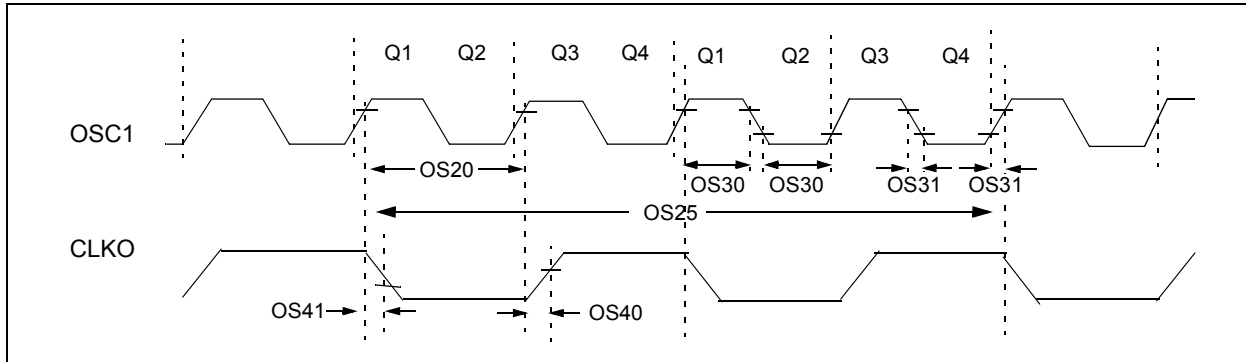 Q1 Q2 Q3 Q4 Q1 Q2 Q3 Q4
OSC1
OS20
OS30 OS30
OS31 OS31
OS25
CLKO
OS41
OS40